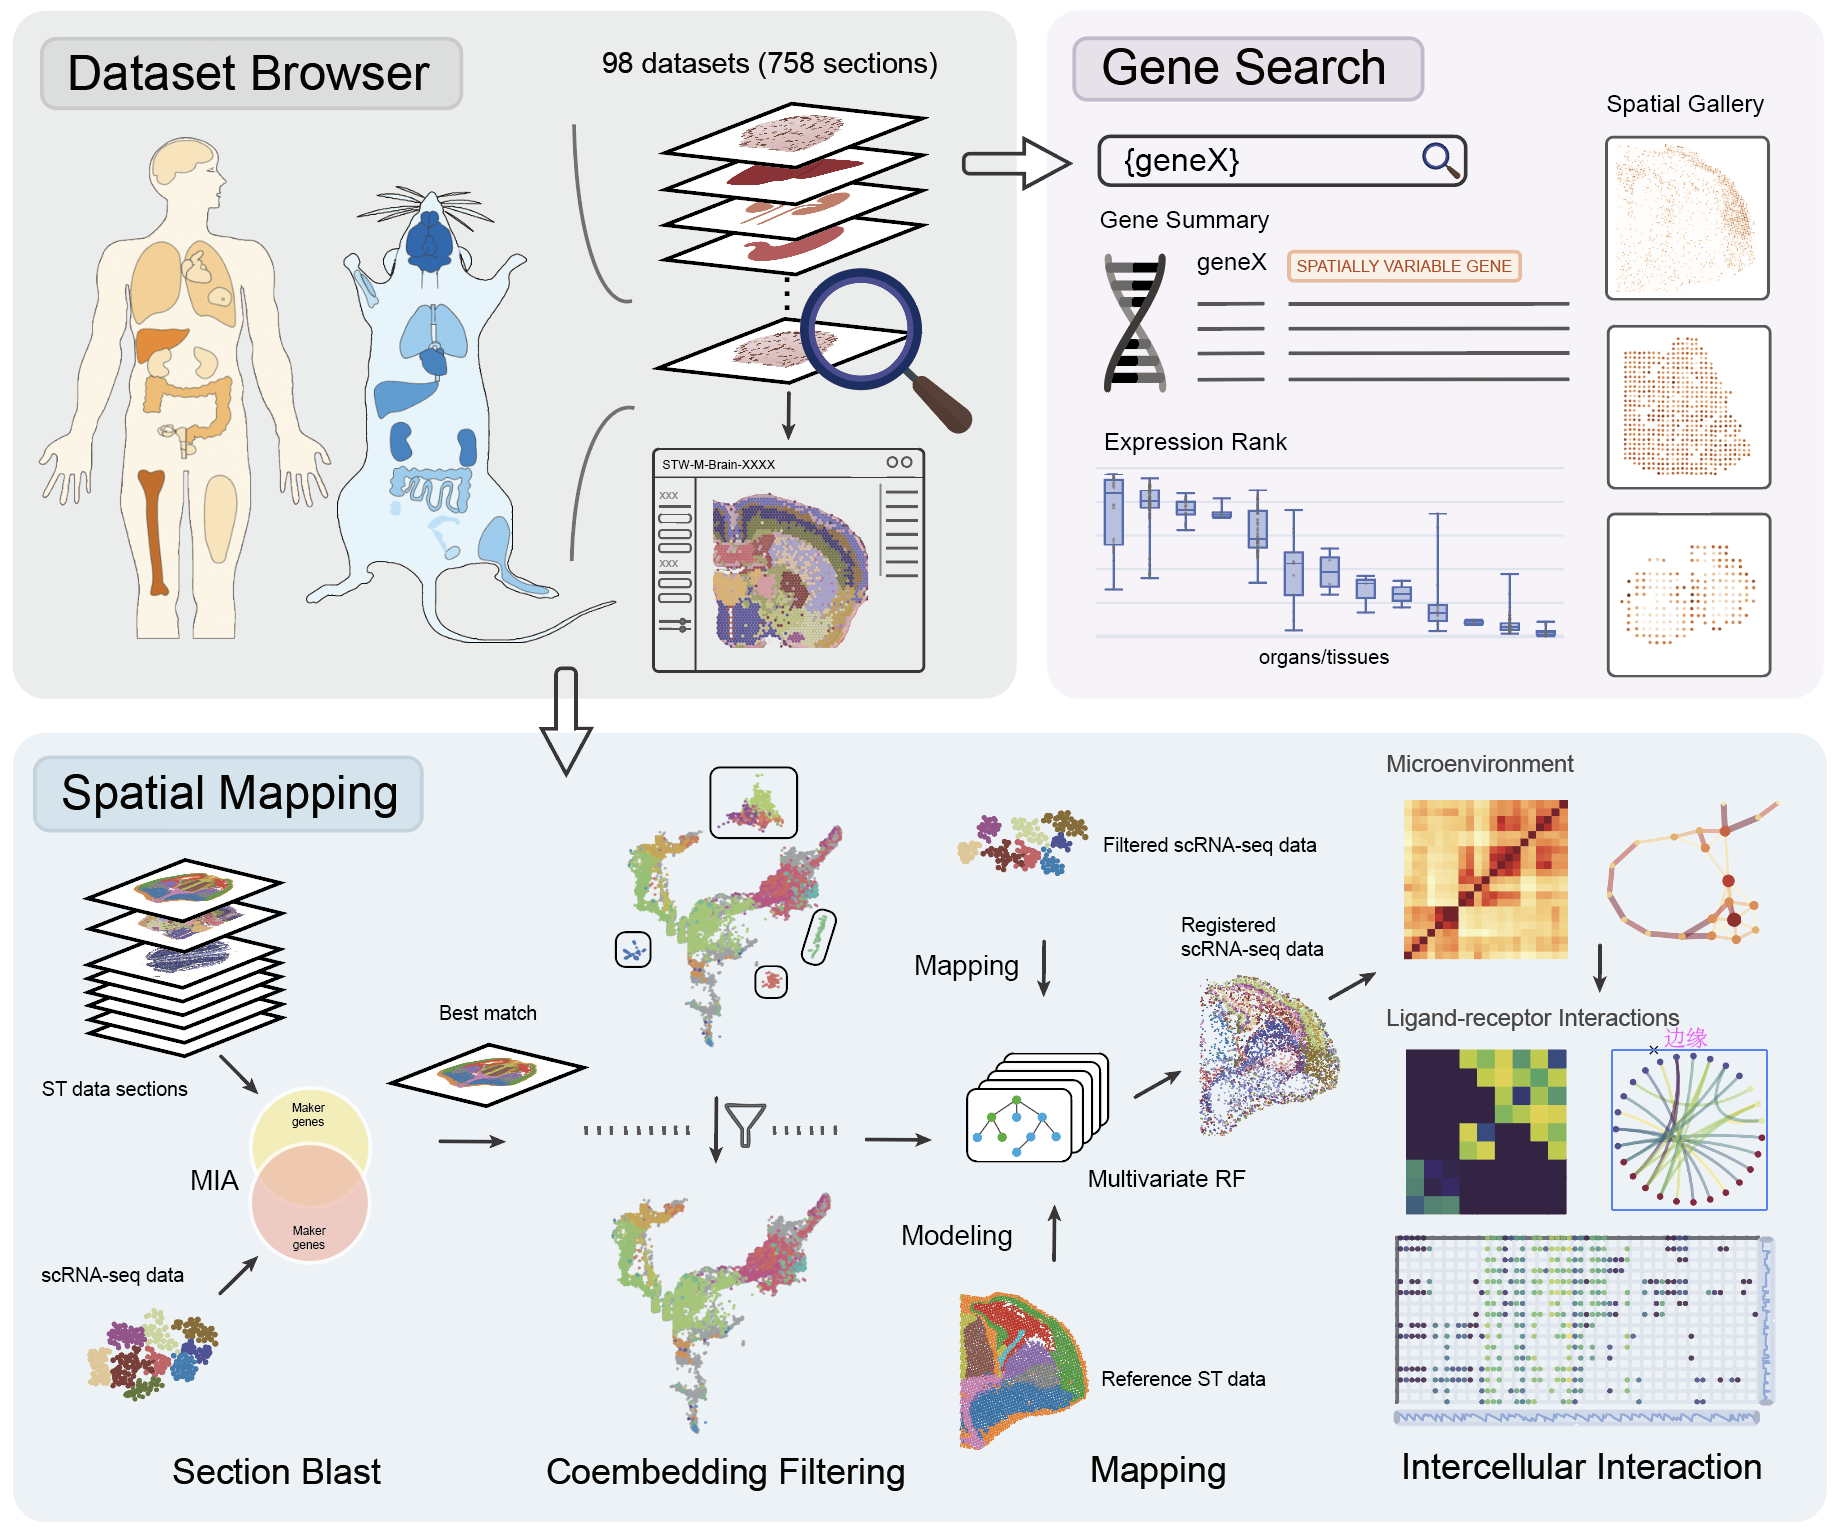 Dataset Browser
98 datasets (758 sections)
STW-M-Brain-XXXX
xxx
xxx
Gene Search
{geneX}
Gene Summary
geneX
SPATIALLY VARIABLE GENE
Expression Rank
organs/tissues
Spatial Gallery
Spatial Mapping
ST data sections
Maker
genes
MIA
Maker
genes
scRNA-seq data
Best match
Section Blast
Coembedding Filtering
Filtered scRNA-seq data
Mapping
Registered
scRNA-seq data
Multivariate RF
Modeling
Reference ST data
Mapping
Microenvironment
Ligand-receptor Interactions
边缘
Intercellular Interaction